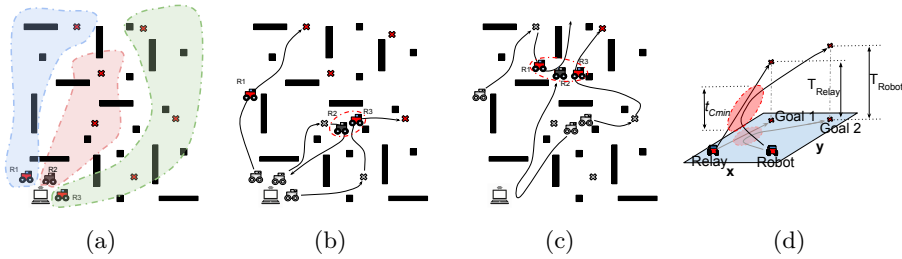 R1
R2
R3
R1
R2
R3
R1
R2
R3
t_Cmin
T_Relay
T_Robot
Goal 1
Goal 2
Relay
Robot
x
y
(a)
(b)
(c)
(d)